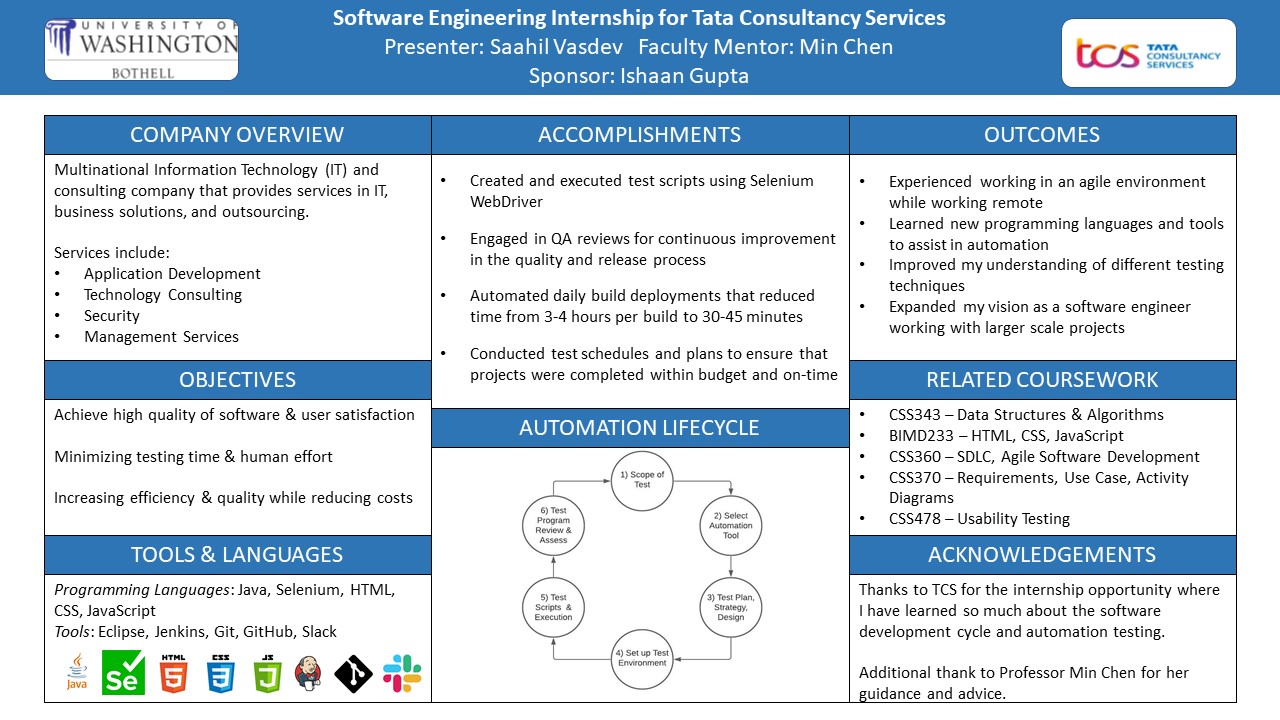 UNIVERSITY OF
WASHINGTON
BOTHELL
Software Engineering Internship for Tata Consultancy Services
Presenter: Saahil Vasdev Faculty Mentor: Min Chen
Sponsor: Ishaan Gupta
tcs
TATA
CONSULTANCY
SERVICES
COMPANY OVERVIEW
Multinational Information Technology (IT) and
consulting company that provides services in IT,
business solutions, and outsourcing.
Services include:
• Application Development
• Technology Consulting
• Security
• Management Services
OBJECTIVES
Achieve high quality of software & user satisfaction
Minimizing testing time & human effort
Increasing efficiency & quality while reducing costs
TOOLS & LANGUAGES
Programming Languages: Java, Selenium, HTML,
CSS, JavaScript
Tools: Eclipse, Jenkins, Git, GitHub, Slack
Java
Se
HTML
5
CSS
3
JS
ACCOMPLISHMENTS
• Created and executed test scripts using Selenium
WebDriver
• Engaged in QA reviews for continuous improvement
in the quality and release process
• Automated daily build deployments that reduced
time from 3-4 hours per build to 30-45 minutes
• Conducted test schedules and plans to ensure that
projects were completed within budget and on-time
AUTOMATION LIFECYCLE
1) Scope of
Test
2) Select
Automation
Tool
3) Test Plan,
Strategy,
Design
4) Set up Test
Environment
5) Test
Scripts &
Execution
6) Test
Program
Review &
Assess
OUTCOMES
• Experienced working in an agile environment
while working remote
• Learned new programming languages and tools
to assist in automation
• Improved my understanding of different testing
techniques
• Expanded my vision as a software engineer
working with larger scale projects
RELATED COURSEWORK
• CSS343 – Data Structures & Algorithms
• BIMD233 – HTML, CSS, JavaScript
• CSS360 – SDLC, Agile Software Development
• CSS370 – Requirements, Use Case, Activity
Diagrams
• CSS478 – Usability Testing
ACKNOWLEDGEMENTS
Thanks to TCS for the internship opportunity where
I have learned so much about the software
development cycle and automation testing.
Additional thank to Professor Min Chen for her
guidance and advice.